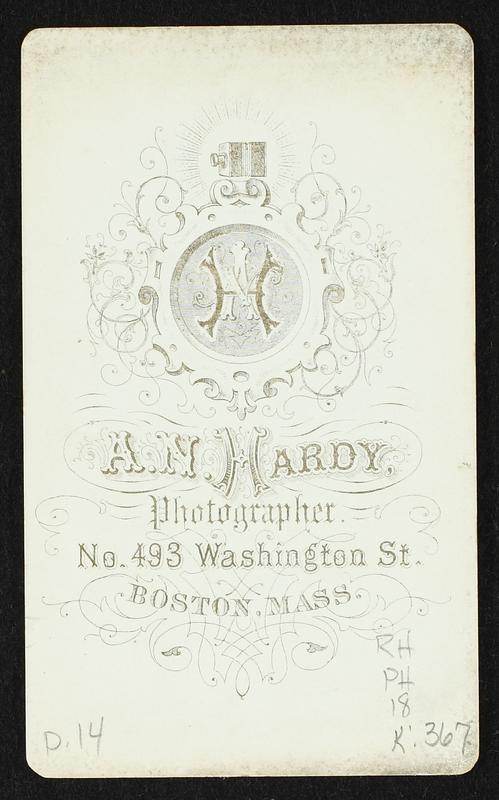 A. N. HARDY,
Photographer.
No. 493 Washington St.
BOSTON, MASS.
RH
PH
18
K'. 367
D. 14